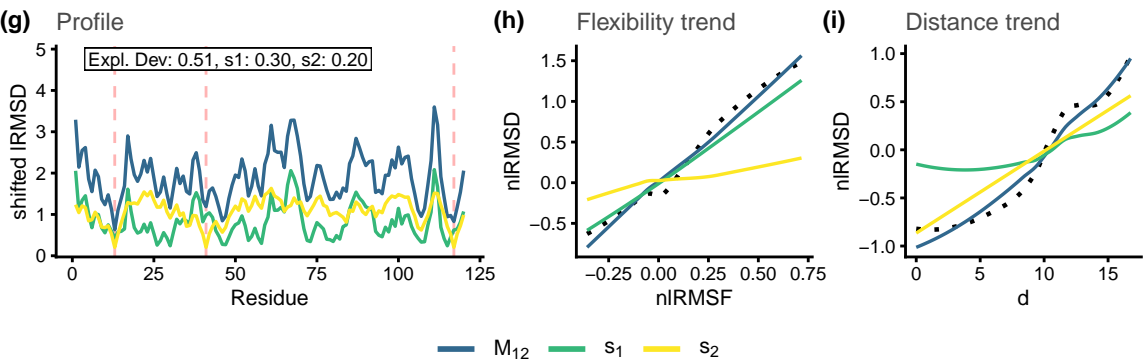 (g) Profile
Expl. Dev: 0.51, s1: 0.30, s2: 0.20
shifted lRMSD
5
4
3
2
1
0
0 25 50 75 100 125
Residue
(h) Flexibility trend
nlRMSD
1.5
1.0
0.5
0.0
−0.5
−0.25 0.00 0.25 0.50 0.75
nlRMSF
(i) Distance trend
nlRMSD
1.0
0.5
0.0
−0.5
−1.0
0 5 10 15
d
M₁₂ s₁ s₂